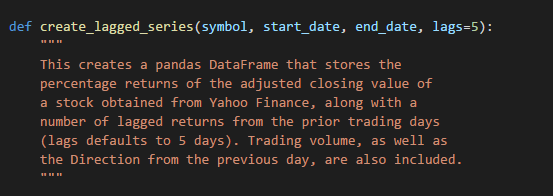 def create_lagged_series(symbol, start_date, end_date, lags=5):
"""
This creates a pandas DataFrame that stores the
percentage returns of the adjusted closing value of
a stock obtained from Yahoo Finance, along with a
number of lagged returns from the prior trading days
(lags defaults to 5 days). Trading volume, as well as
the Direction from the previous day, are also included.
"""